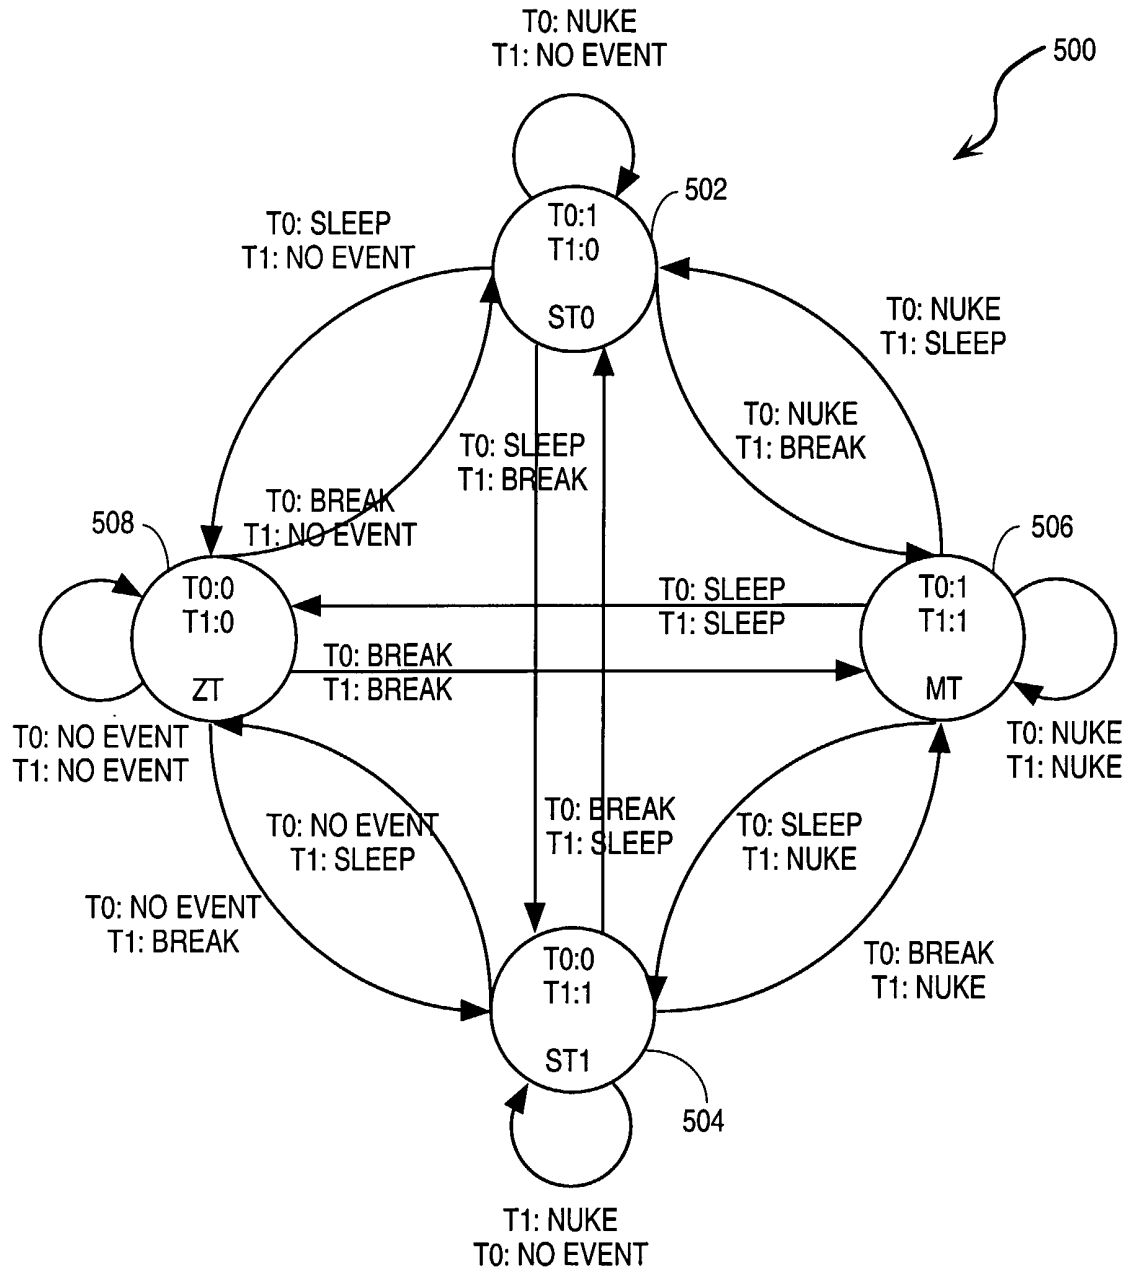 T0: NUKE
T1: NO EVENT
500
502
T0:1
T1:0
ST0
T0: SLEEP
T1: NO EVENT
T0: NUKE
T1: SLEEP
T0: NUKE
T1: BREAK
T0: SLEEP
T1: BREAK
T0: BREAK
T1: NO EVENT
508
506
T0:0
T1:0
ZT
T0: SLEEP
T1: SLEEP
T0:1
T1:1
MT
T0: BREAK
T1: BREAK
T0: NO EVENT
T1: NO EVENT
T0: NUKE
T1: NUKE
T0: NO EVENT
T1: SLEEP
T0: BREAK
T1: SLEEP
T0: SLEEP
T1: NUKE
T0: NO EVENT
T1: BREAK
T0: BREAK
T1: NUKE
T0:0
T1:1
ST1
504
T1: NUKE
T0: NO EVENT